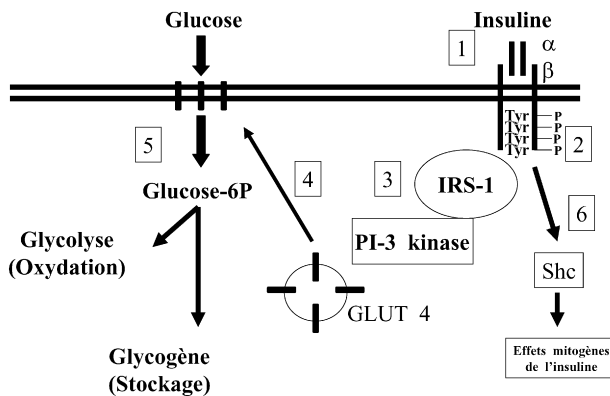 Glucose
Insuline
1
α
β
Tyr P
Tyr P
Tyr P
Tyr P
2
5
4
3
IRS-1
6
Glucose-6P
PI-3 kinase
Glycolyse
(Oxydation)
Shc
GLUT 4
Glycogène
(Stockage)
Effets mitogènes
de l'insuline